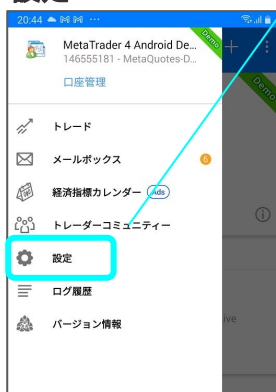 20:44
MetaTrader 4 Android De...
146555181 - MetaQuotes-D...
Demo
口座管理
Demo
トレード
メールボックス 6
経済指標カレンダー Ads
トレーダーコミュニティー
設定
ログ履歴
ive
バージョン情報